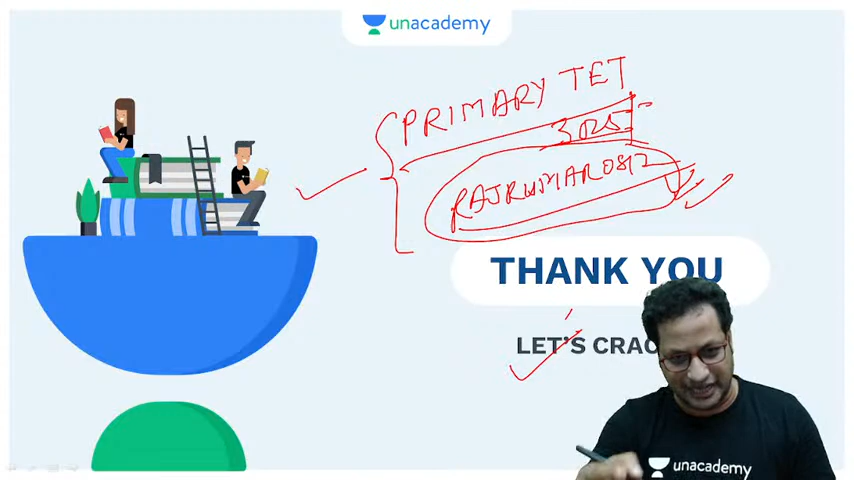 unacademy
PRIMARY TET
RAJKUMAR0812
THANK YOU
LET'S CRAC
unacademy